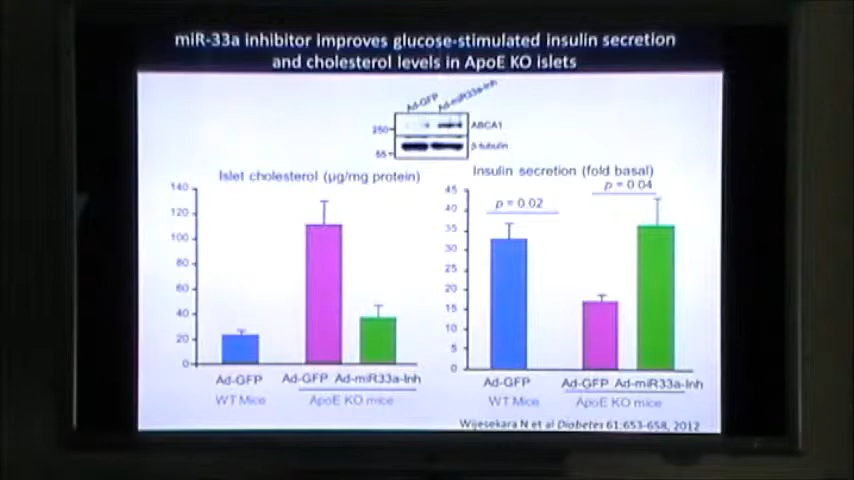 miR-33a inhibitor improves glucose-stimulated insulin secretion
and cholesterol levels in ApoE KO islets
Ad-GFP
Ad-miR33a-Inh
250
ABCA1
β-tubulin
55
Islet cholesterol (µg/mg protein)
140
120
100
80
60
40
20
0
Ad-GFP
Ad-GFP Ad-miR33a-Inh
WT Mice
ApoE KO mice
Insulin secretion (fold basal)
p = 0.04
p = 0.02
45
40
35
30
25
20
15
10
5
0
Ad-GFP
Ad-GFP Ad-miR33a-Inh
WT Mice
ApoE KO mice
Wijesekara N et al Diabetes 61:653-658, 2012